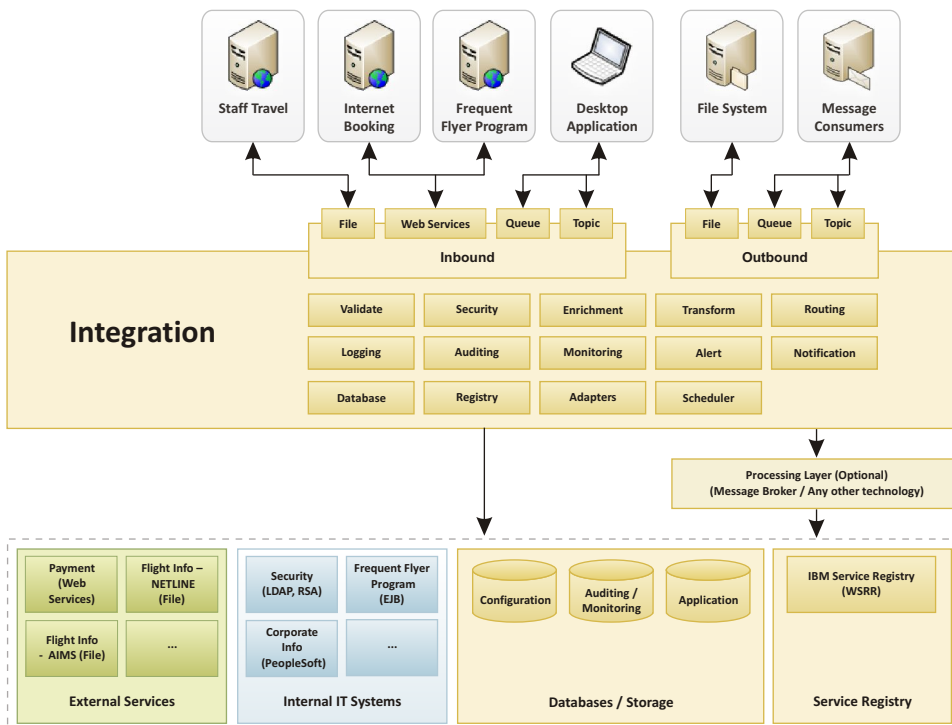 Staff Travel
Internet
Booking
Frequent
Flyer Program
Desktop
Application
File System
Message
Consumers
File
Web Services
Queue
Topic
File
Queue
Topic
Inbound
Outbound
Integration
Validate
Security
Enrichment
Transform
Routing
Logging
Auditing
Monitoring
Alert
Notification
Database
Registry
Adapters
Scheduler
Processing Layer (Optional)
(Message Broker / Any other technology)
Payment
(Web
Services)
Flight Info –
NETLINE
(File)
Flight Info
- AIMS (File)
...
External Services
Security
(LDAP, RSA)
Frequent Flyer
Program
(EJB)
Corporate
Info
(PeopleSoft)
...
Internal IT Systems
Configuration
Auditing /
Monitoring
Application
Databases / Storage
IBM Service Registry
(WSRR)
Service Registry